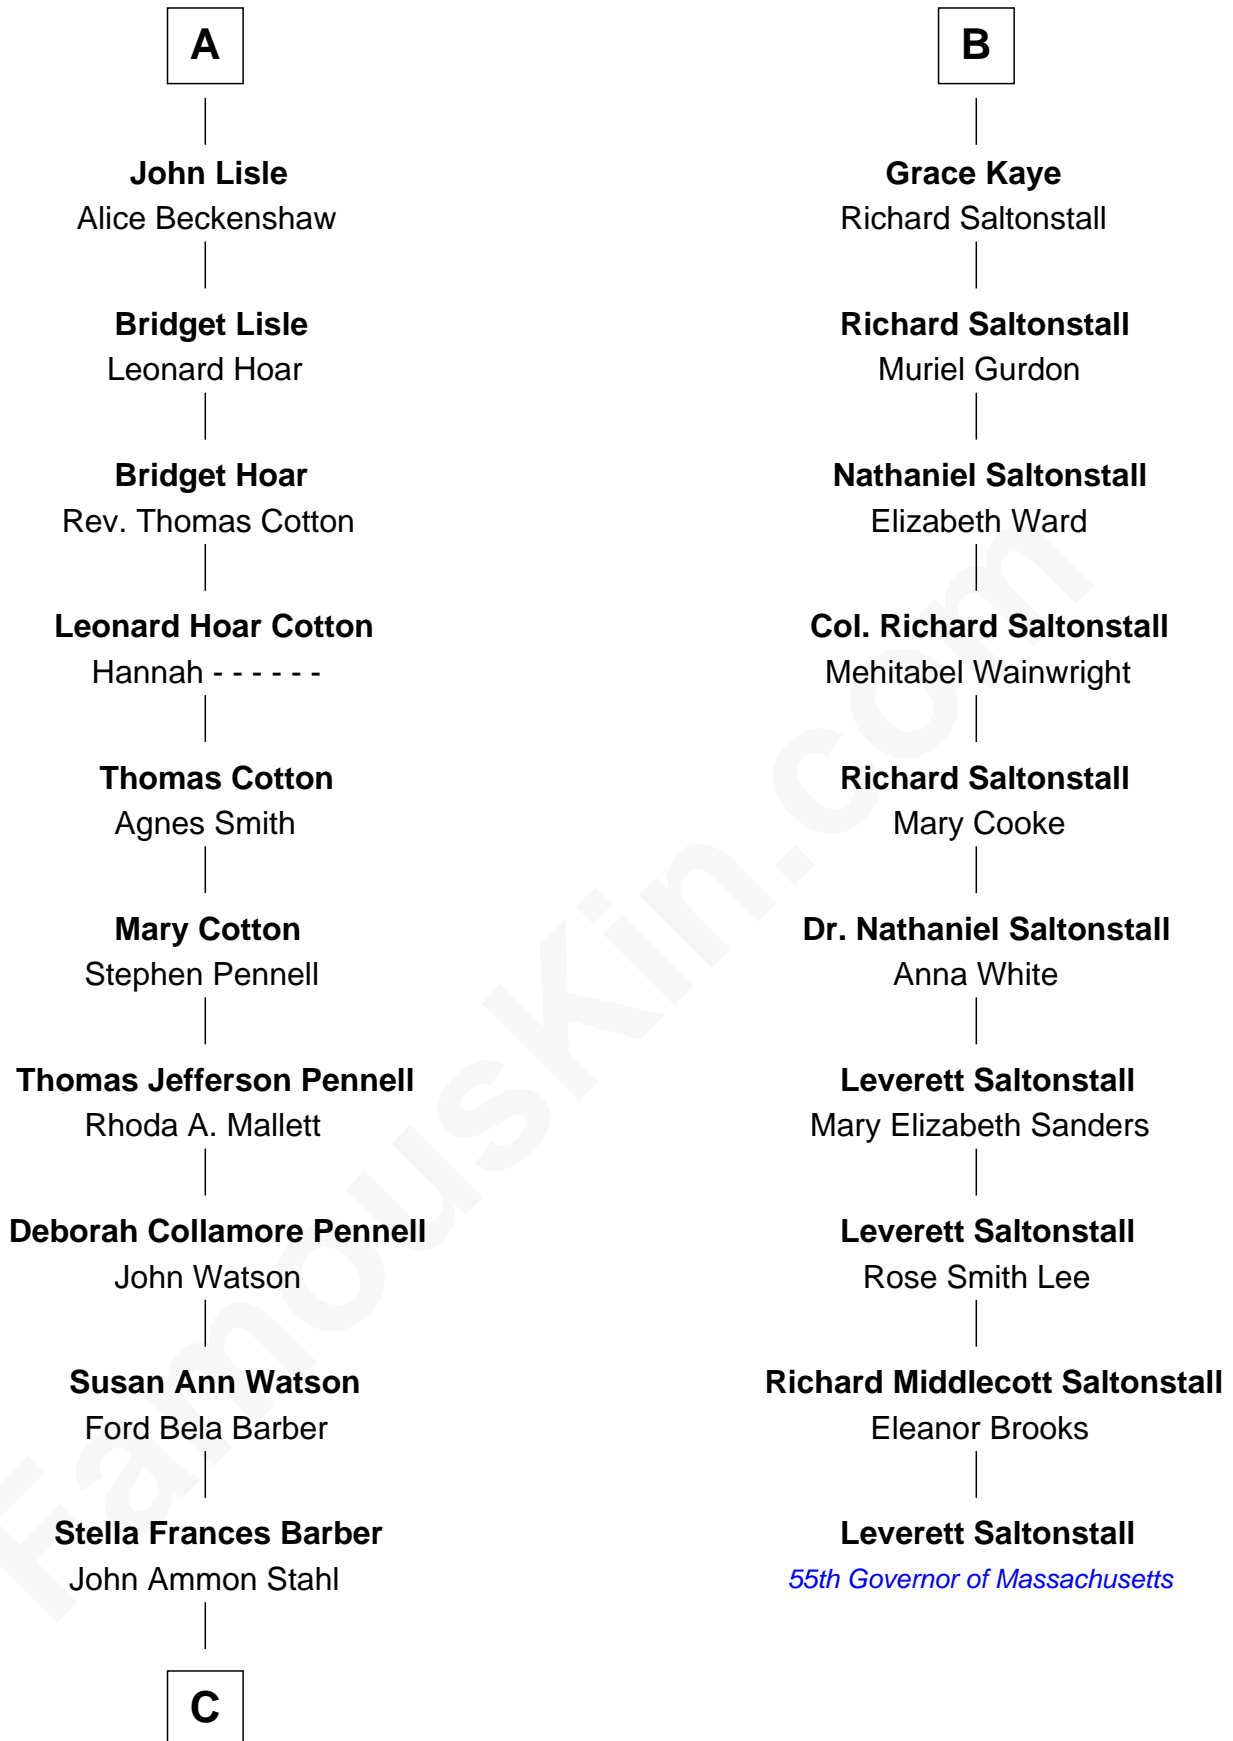 A
John Lisle
Alice Beckenshaw
Bridget Lisle
Leonard Hoar
Bridget Hoar
Rev. Thomas Cotton
Leonard Hoar Cotton
Hannah - - - - - -
Thomas Cotton
Agnes Smith
Mary Cotton
Stephen Pennell
Thomas Jefferson Pennell
Rhoda A. Mallett
Deborah Collamore Pennell
John Watson
Susan Ann Watson
Ford Bela Barber
Stella Frances Barber
John Ammon Stahl
C
B
Grace Kaye
Richard Saltonstall
Richard Saltonstall
Muriel Gurdon
Nathaniel Saltonstall
Elizabeth Ward
Col. Richard Saltonstall
Mehitabel Wainwright
Richard Saltonstall
Mary Cooke
Dr. Nathaniel Saltonstall
Anna White
Leverett Saltonstall
Mary Elizabeth Sanders
Leverett Saltonstall
Rose Smith Lee
Richard Middlecott Saltonstall
Eleanor Brooks
Leverett Saltonstall
55th Governor of Massachusetts
FamousKin.com